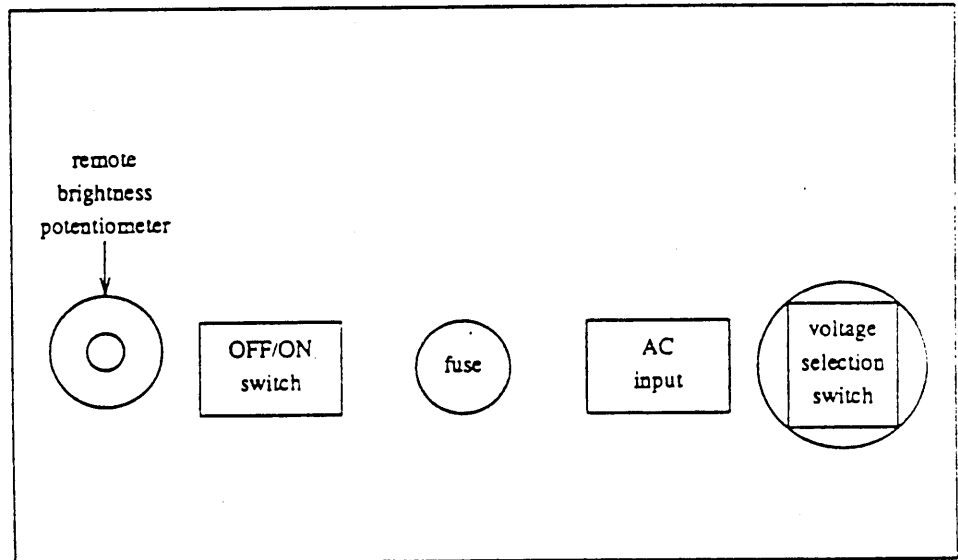 remote
brightness
potentiometer
OFF/ON
switch
fuse
AC
input
voltage
selection
switch